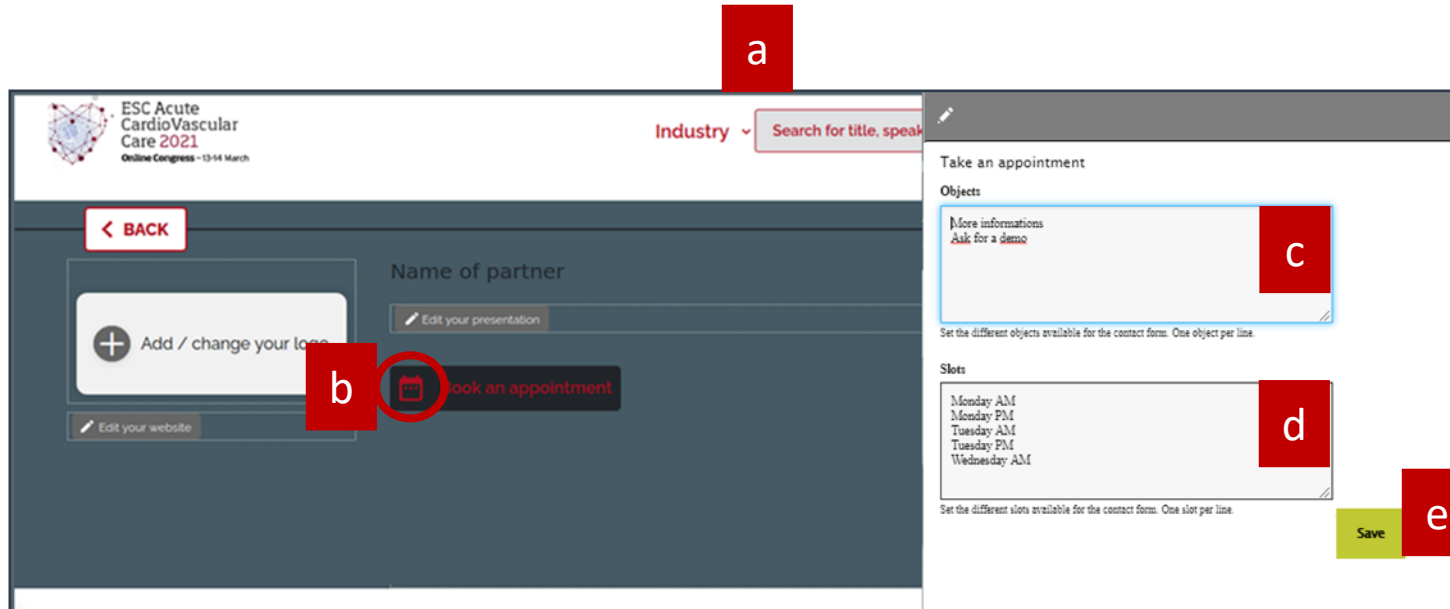 a
ESC Acute
CardioVascular
Care 2021
Online Congress – 13-14 March
Industry
Search for title, speak
BACK
Add / change your logo
b
Edit your website
Name of partner
Edit your presentation
Book an appointment
Take an appointment
Objects
More informations
Ask for a demo
c
Set the different objects available for the contact form. One object per line.
Slots
Monday AM
Monday PM
Tuesday AM
Tuesday PM
Wednesday AM
d
Set the different slots available for the contact form. One slot per line.
Save
e